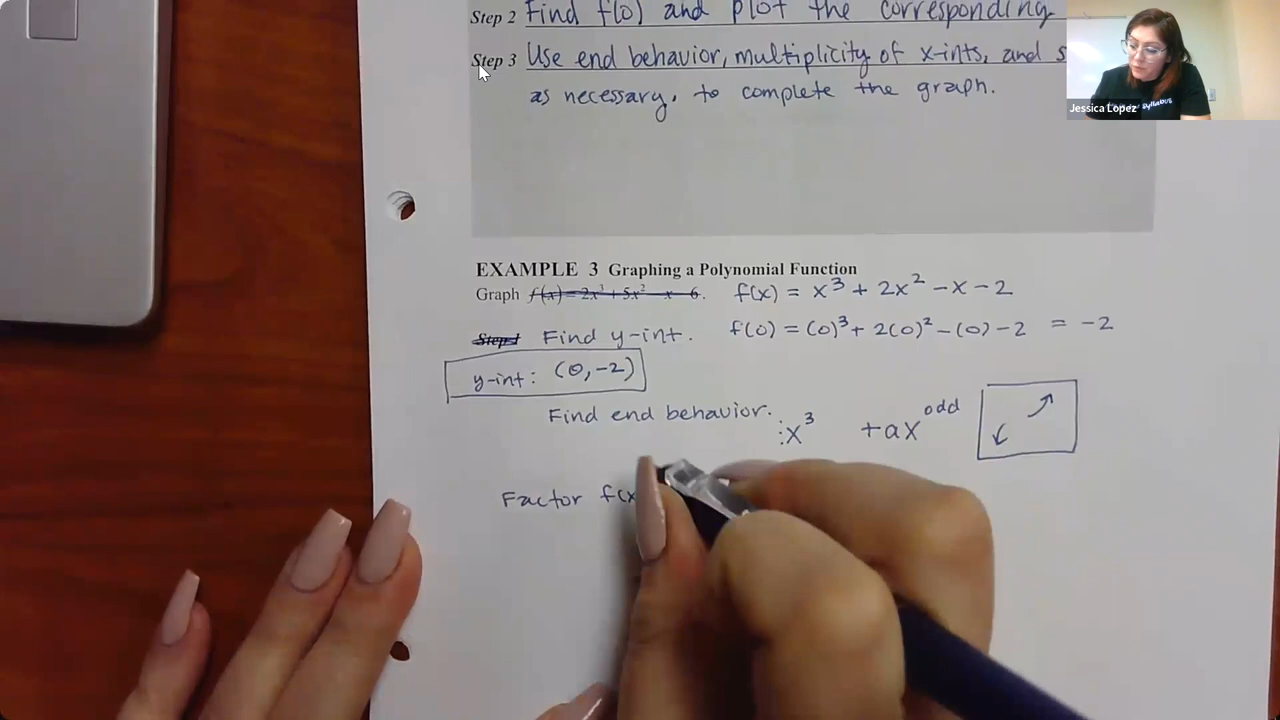 Step 2 Find f(0) and plot the corresponding
Step 3 Use end behavior, multiplicity of x-ints, and s
as necessary, to complete the graph.
Jessica Lopez
EXAMPLE 3 Graphing a Polynomial Function
Graph f(x) = 2x³ + 5x² − x − 6. f(x) = x³ + 2x² − x − 2
Step 1 Find y-int. f(0) = (0)³ + 2(0)² − (0) − 2 = −2
y-int: (0, −2)
Find end behavior. : x³ +ax^odd
Factor f(x